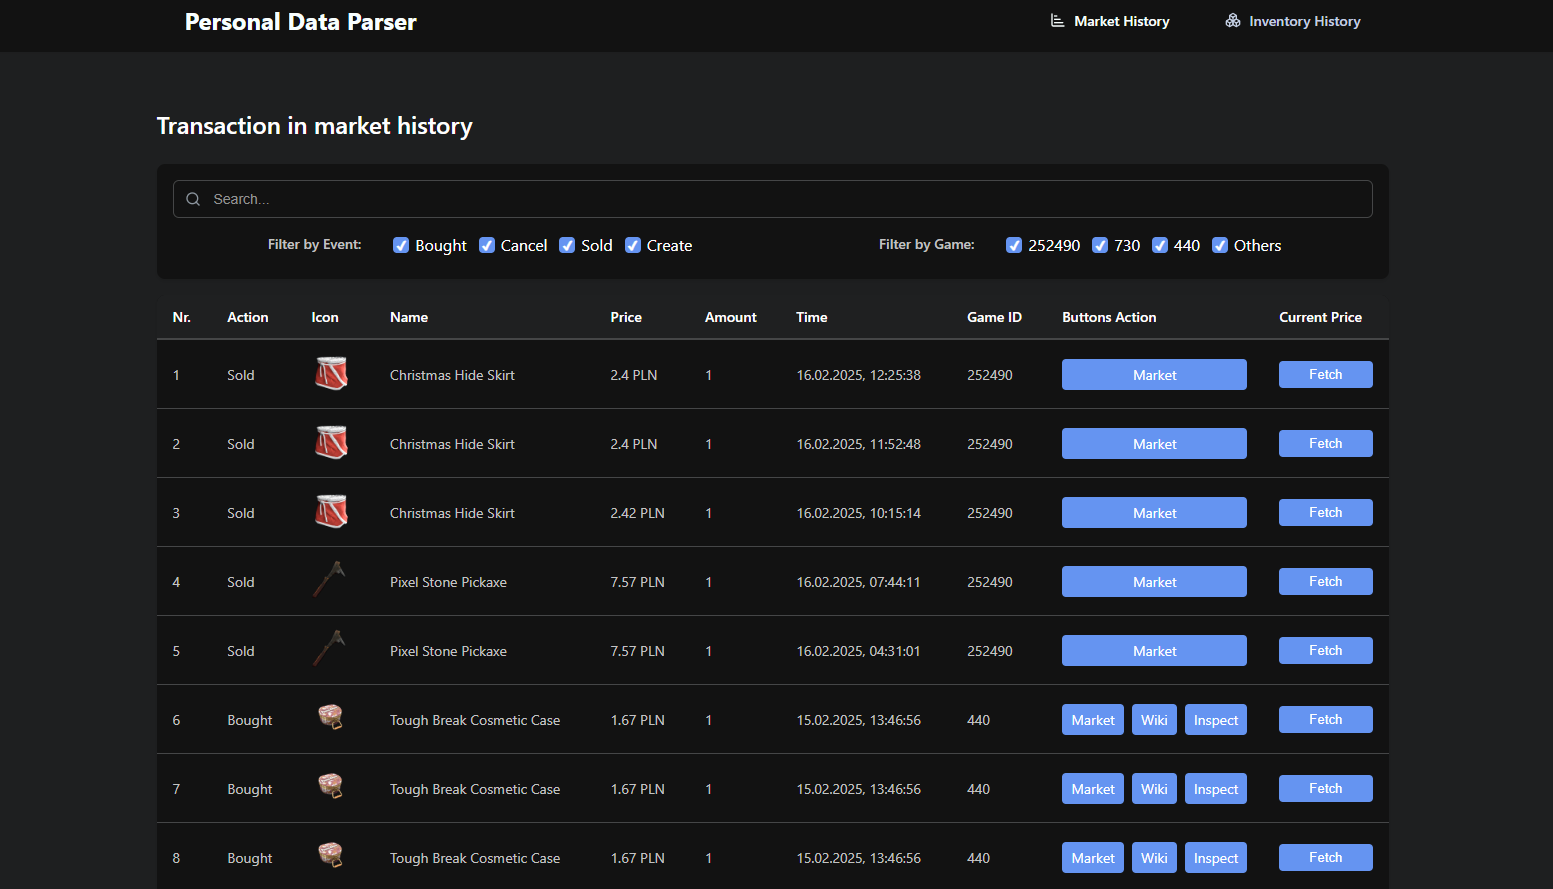 Personal Data Parser Market History Inventory History
Transaction in market history
Search...
Filter by Event: Bought Cancel Sold Create Filter by Game: 252490 730 440 Others
Nr. Action Icon Name Price Amount Time Game ID Buttons Action Current Price
1 Sold Christmas Hide Skirt 2.4 PLN 1 16.02.2025, 12:25:38 252490 Market Fetch
2 Sold Christmas Hide Skirt 2.4 PLN 1 16.02.2025, 11:52:48 252490 Market Fetch
3 Sold Christmas Hide Skirt 2.42 PLN 1 16.02.2025, 10:15:14 252490 Market Fetch
4 Sold Pixel Stone Pickaxe 7.57 PLN 1 16.02.2025, 07:44:11 252490 Market Fetch
5 Sold Pixel Stone Pickaxe 7.57 PLN 1 16.02.2025, 04:31:01 252490 Market Fetch
6 Bought Tough Break Cosmetic Case 1.67 PLN 1 15.02.2025, 13:46:56 440 Market Wiki Inspect Fetch
7 Bought Tough Break Cosmetic Case 1.67 PLN 1 15.02.2025, 13:46:56 440 Market Wiki Inspect Fetch
8 Bought Tough Break Cosmetic Case 1.67 PLN 1 15.02.2025, 13:46:56 440 Market Wiki Inspect Fetch